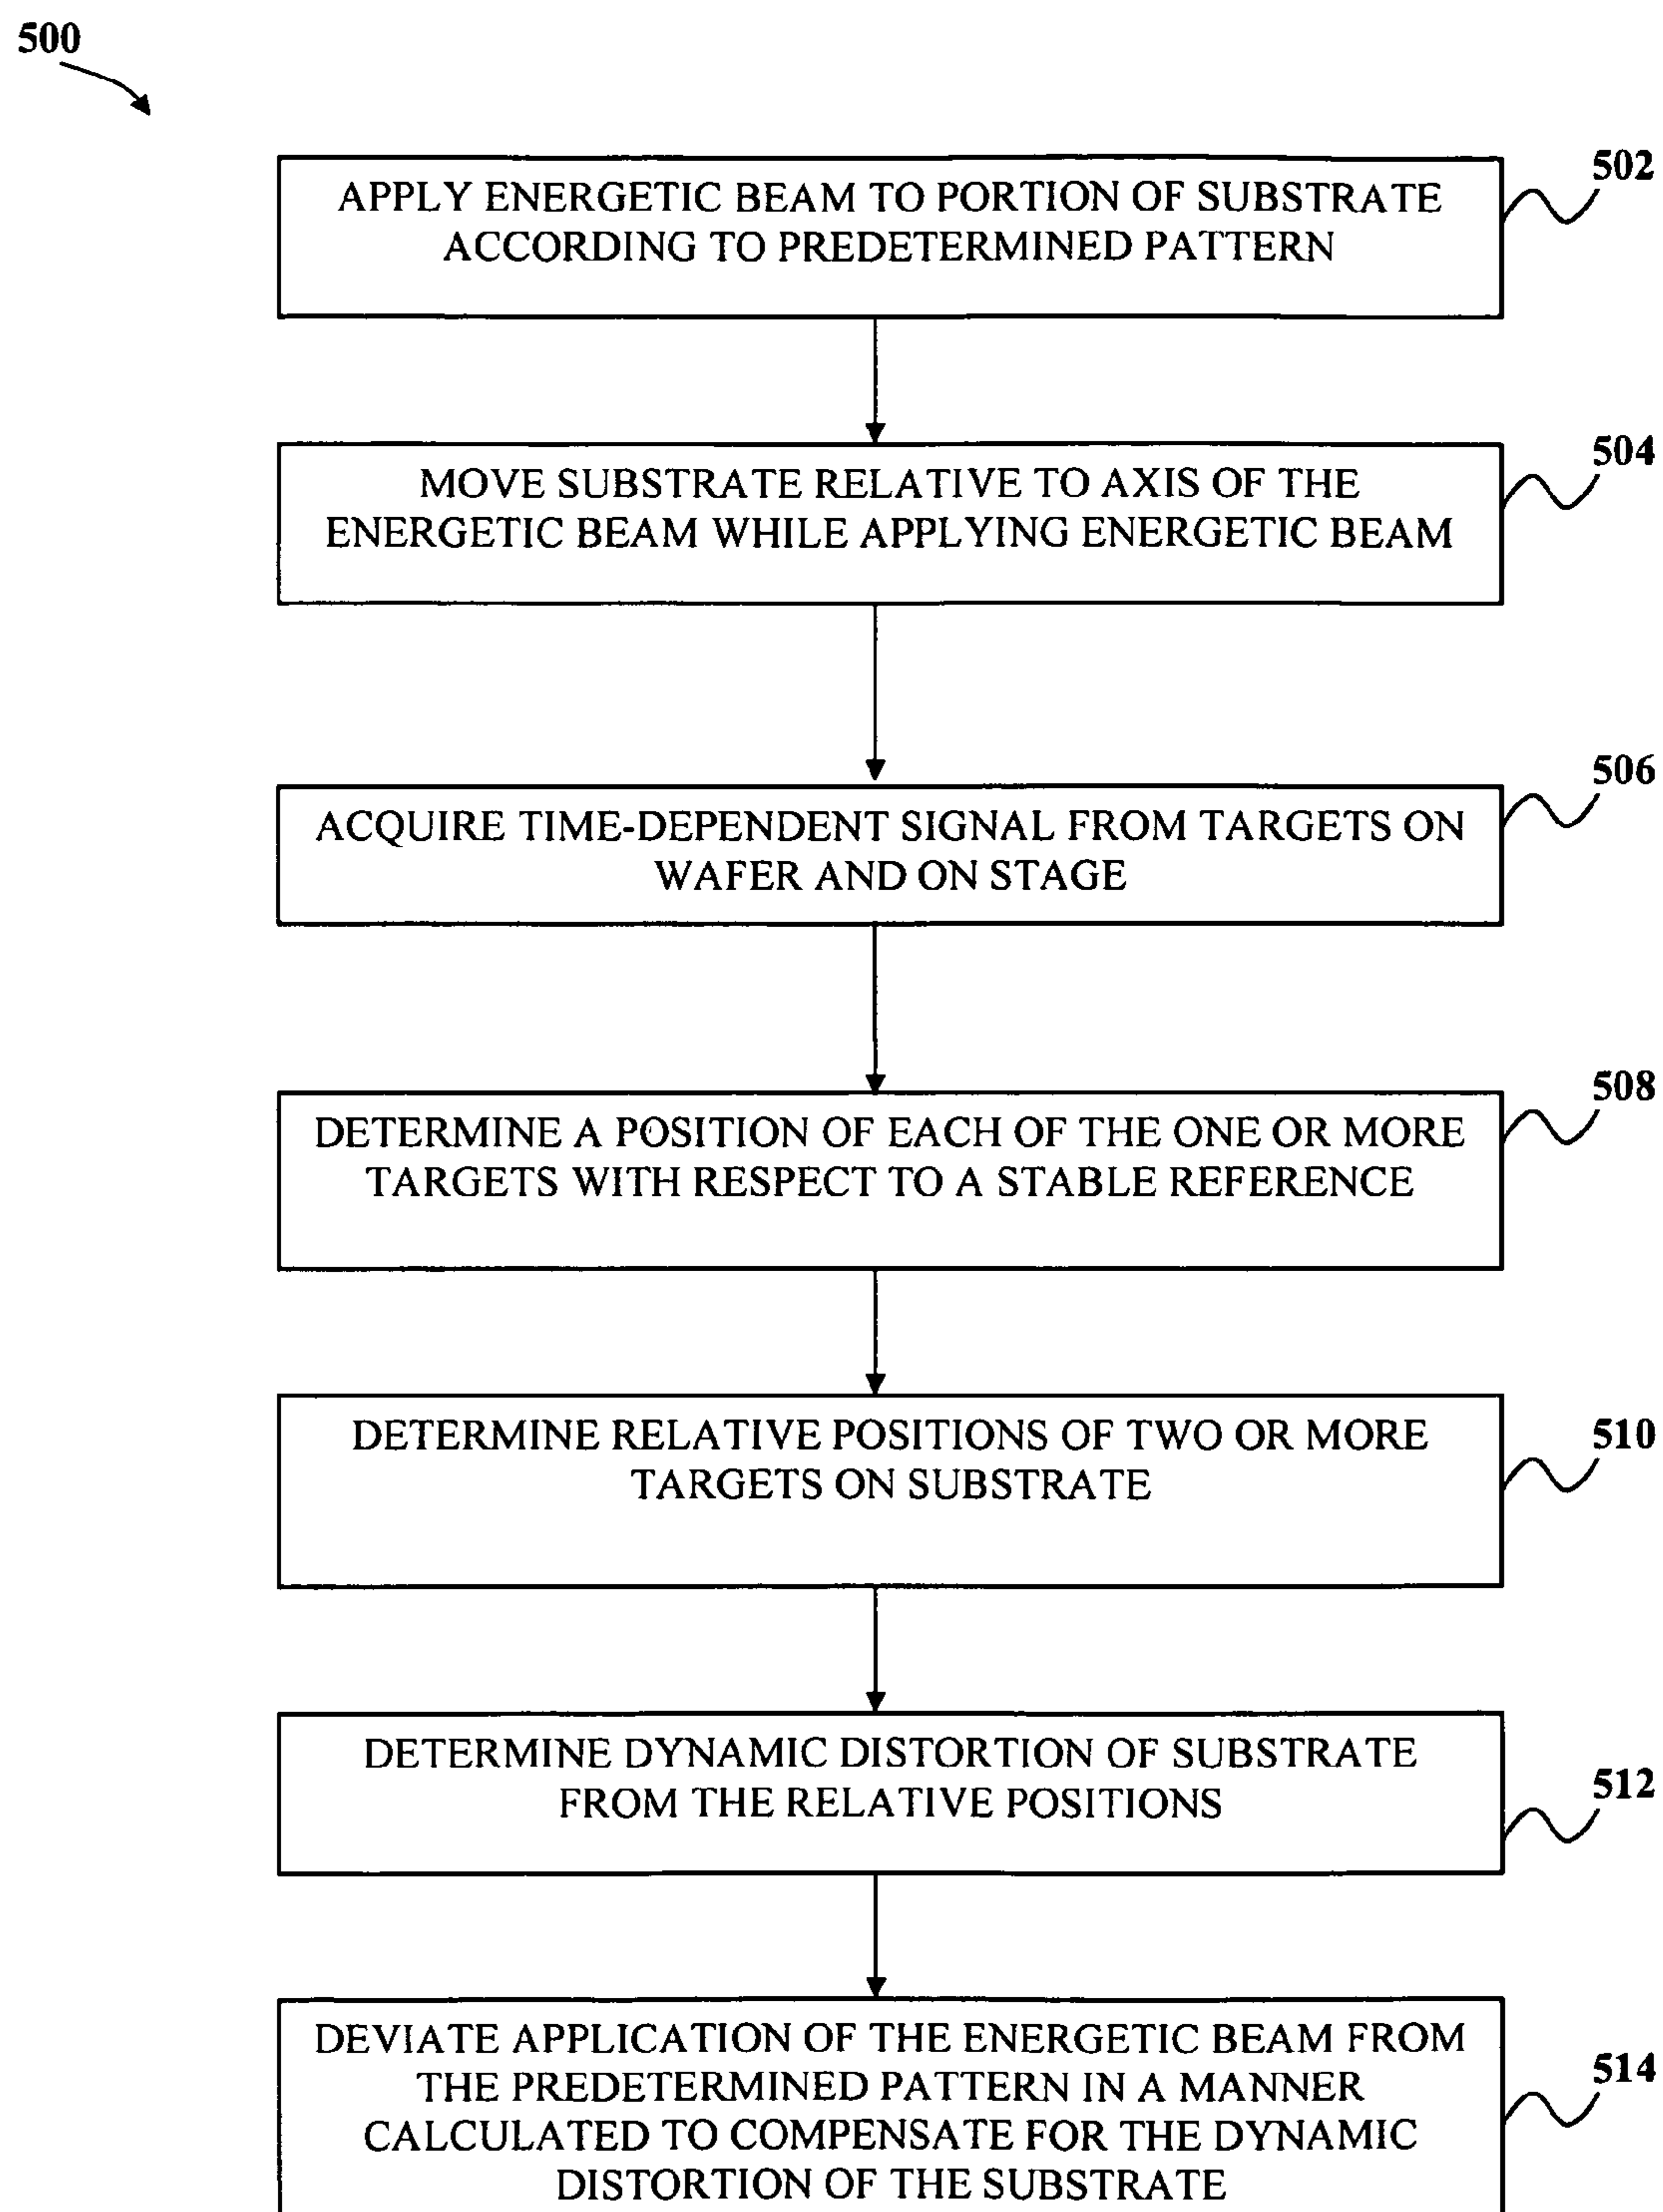 500
502
APPLY ENERGETIC BEAM TO PORTION OF SUBSTRATE
ACCORDING TO PREDETERMINED PATTERN
504
MOVE SUBSTRATE RELATIVE TO AXIS OF THE
ENERGETIC BEAM WHILE APPLYING ENERGETIC BEAM
506
ACQUIRE TIME-DEPENDENT SIGNAL FROM TARGETS ON
WAFER AND ON STAGE
508
DETERMINE A POSITION OF EACH OF THE ONE OR MORE
TARGETS WITH RESPECT TO A STABLE REFERENCE
510
DETERMINE RELATIVE POSITIONS OF TWO OR MORE
TARGETS ON SUBSTRATE
512
DETERMINE DYNAMIC DISTORTION OF SUBSTRATE
FROM THE RELATIVE POSITIONS
514
DEVIATE APPLICATION OF THE ENERGETIC BEAM FROM
THE PREDETERMINED PATTERN IN A MANNER
CALCULATED TO COMPENSATE FOR THE DYNAMIC
DISTORTION OF THE SUBSTRATE